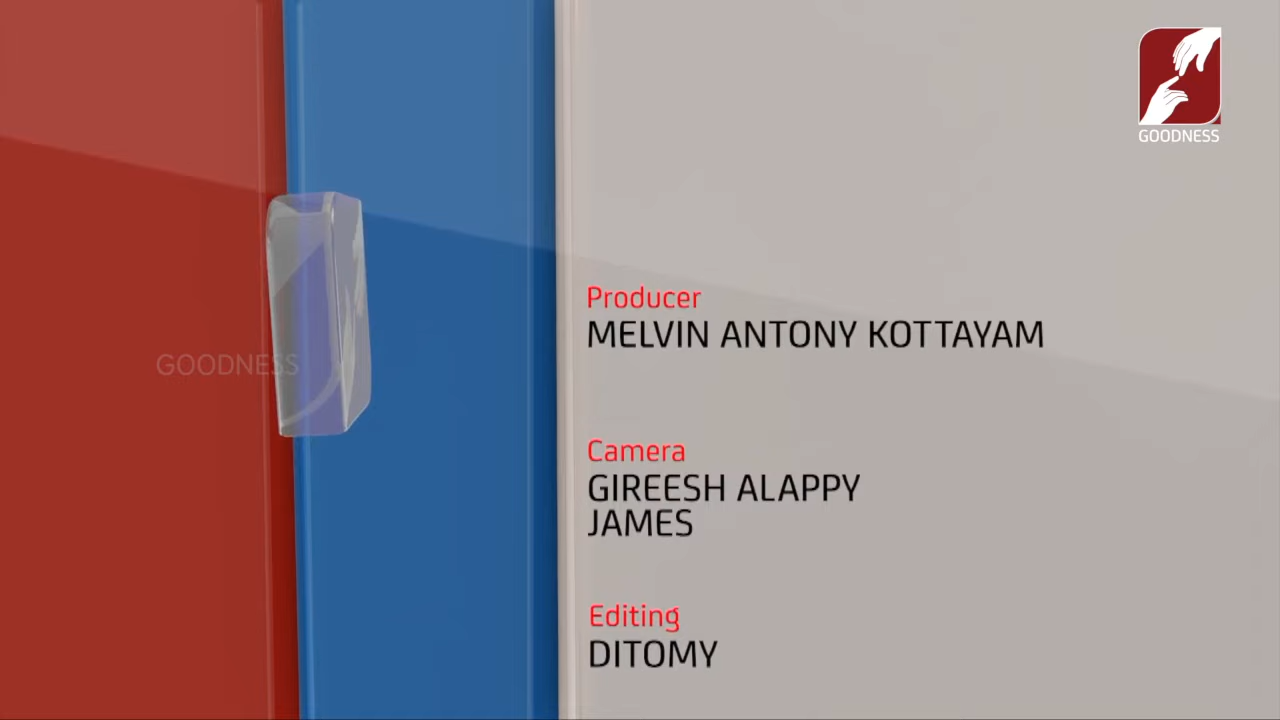 GOODNESS
Producer
MELVIN ANTONY KOTTAYAM
GOODNESS
Camera
GIREESH ALAPPY
JAMES
Editing
DITOMY